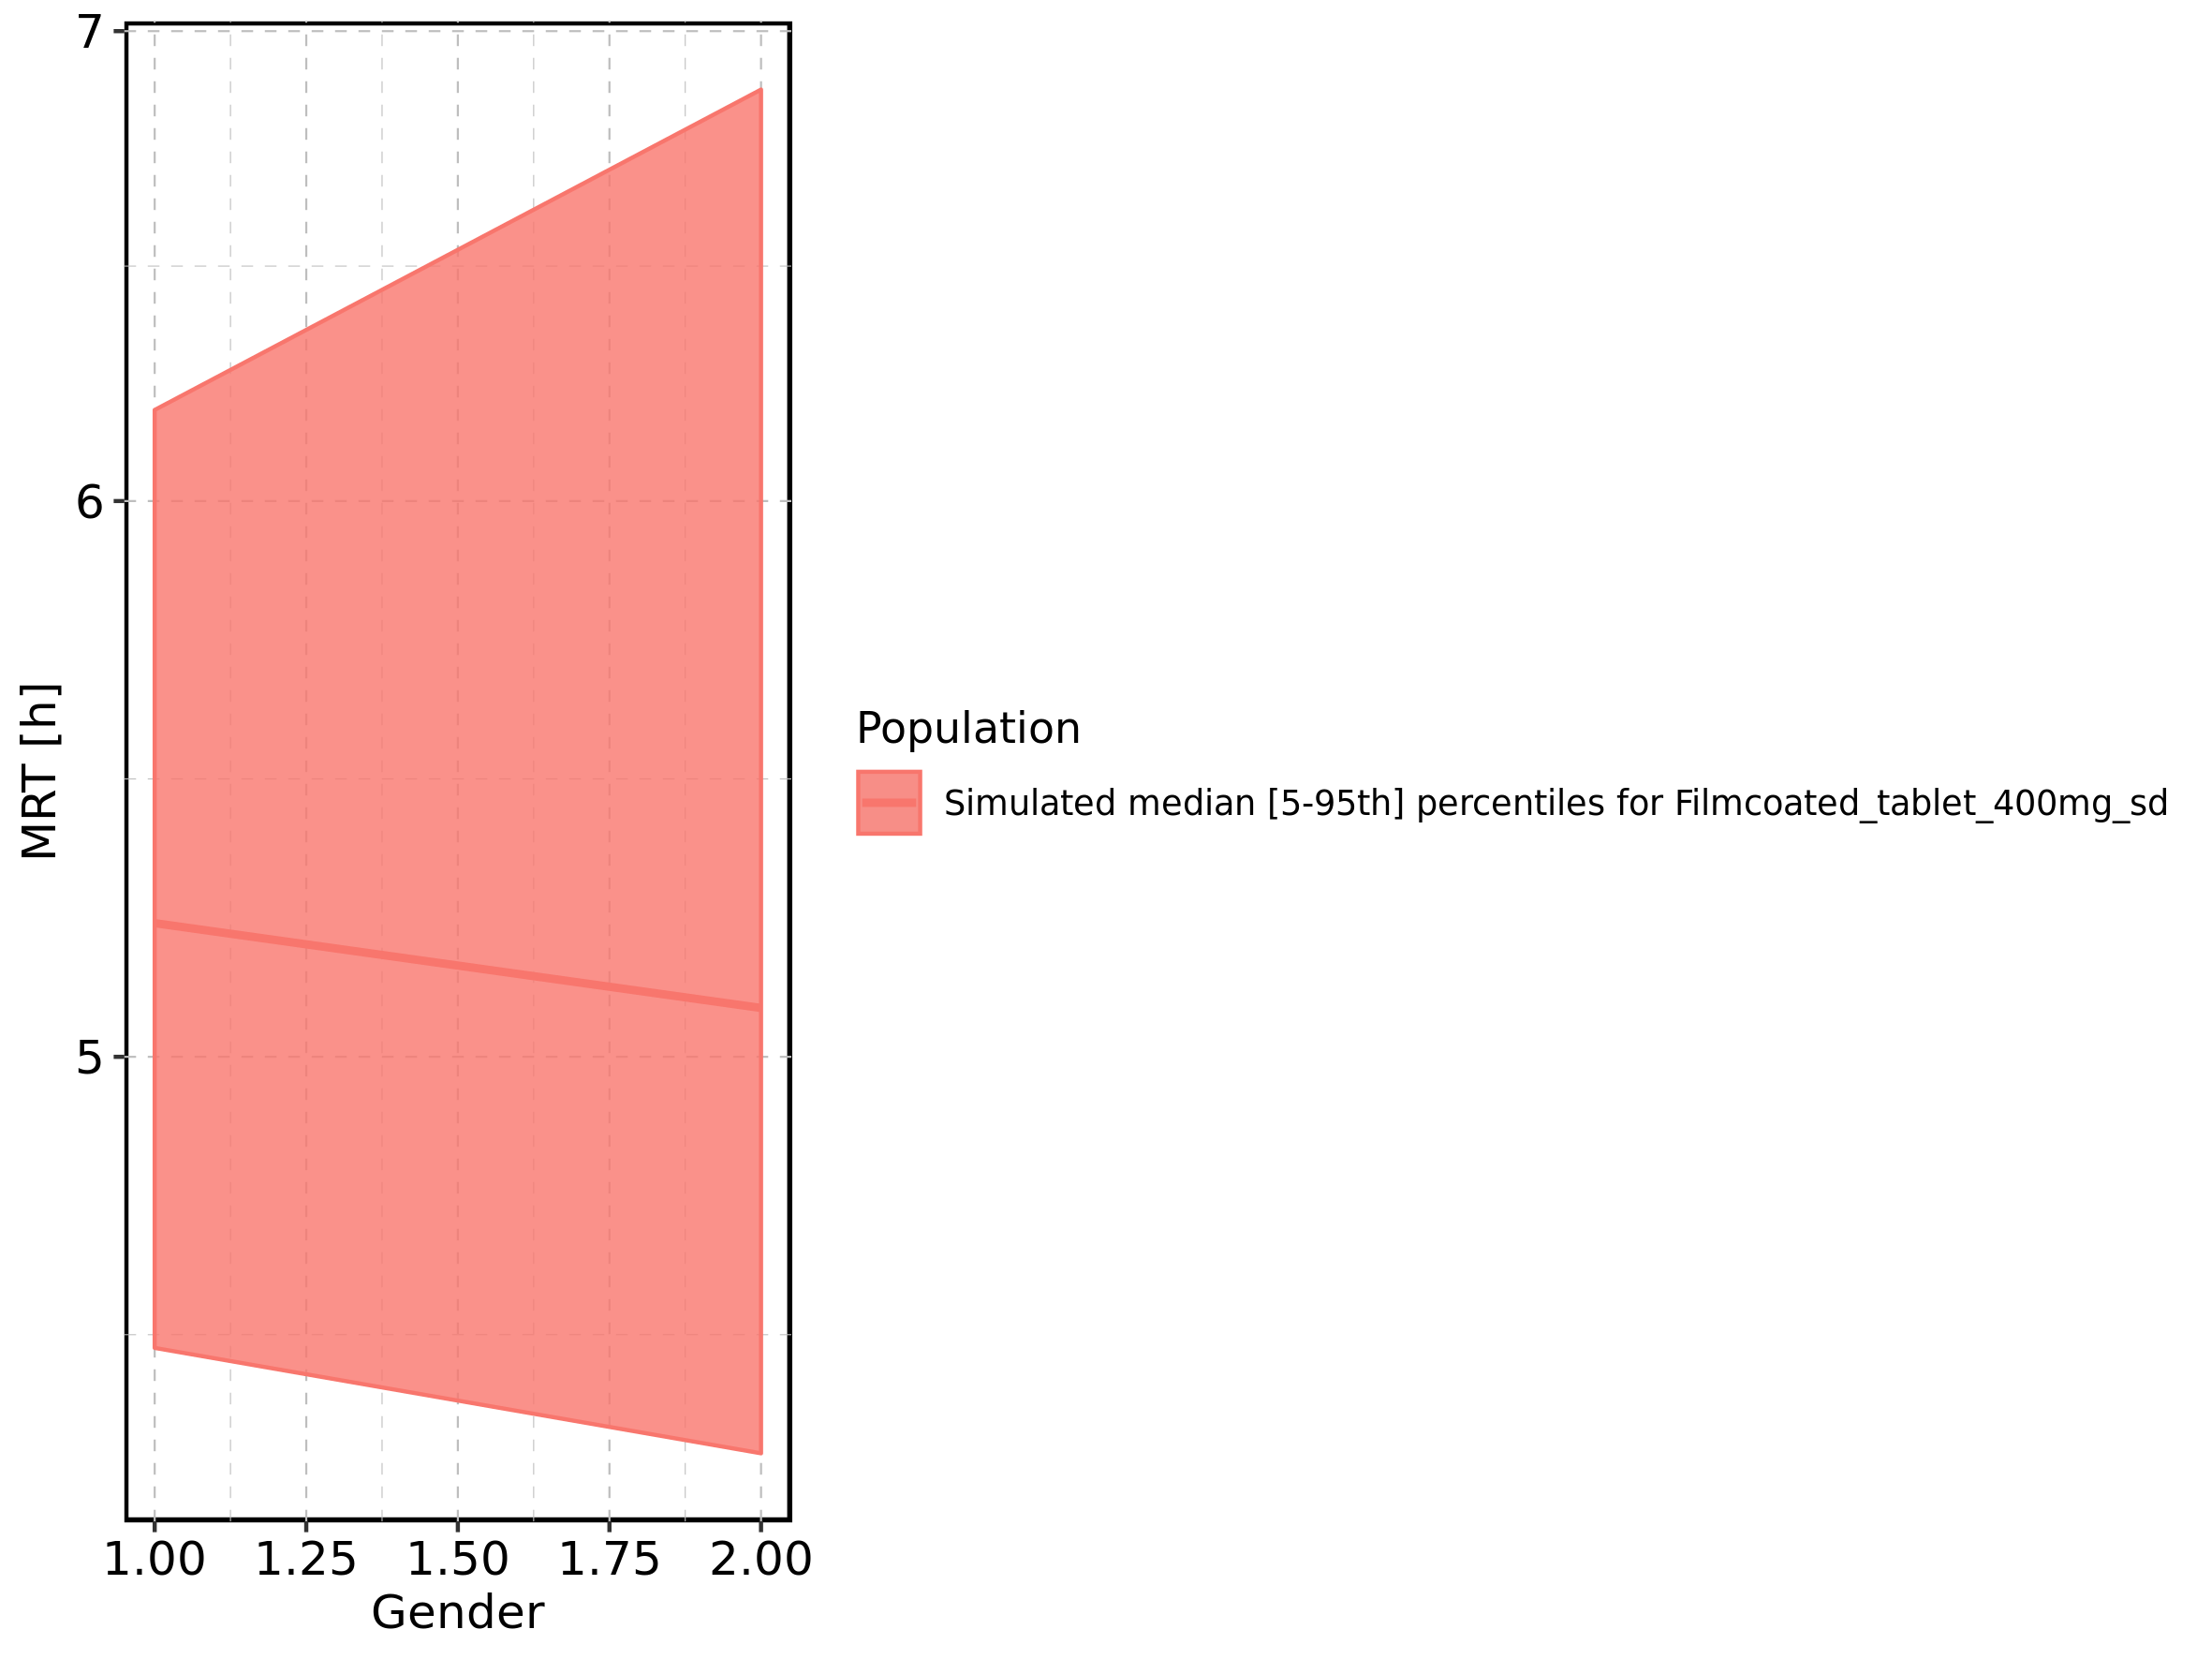 7
6
5
MRT [h]
1.00 1.25 1.50 1.75 2.00
Gender
Population
Simulated median [5-95th] percentiles for Filmcoated_tablet_400mg_sd